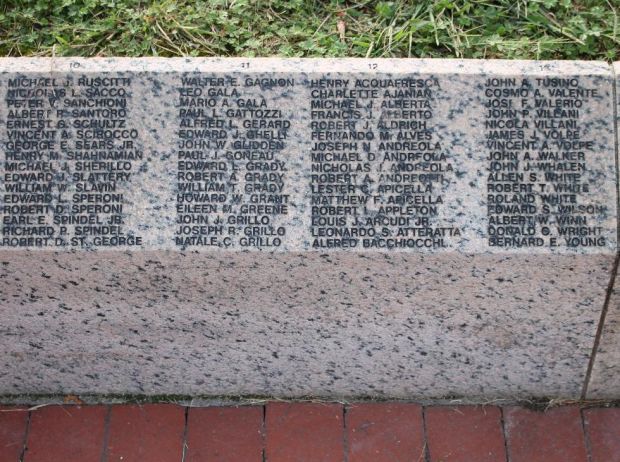 10
MICHAEL J. RUSCITTI
L. SACCO
PETER V. SANCHIONI
ALBERT R. SANTORO
ERNEST G. SCHULTZ
VINCENT A. SCIROCCO
GEORGE E. SEARS, JR.
HENRY M. SHAHNAMIAN
MICHAEL J. SHERILLO
EDWARD D. SLATTERY
WILLIAM W. SLAVIN
EDWARD L. SPERONI
ROBERT D. SPERONI
EARL F. SPINDEL, JR.
RICHARD P. SPINDEL
ROBERT D. ST. GEORGE
11
WALTER E. GAGNON
LEO GALA
MARIO A. GALA
PAUL L. GATTOZZI
ALFRED L. GERARD
EDWARD J. GHELLI
JOHN W. GLIDDEN
PAUL J. GONEAU
EDWARD L. GRADY
ROBERT A. GRADY
WILLIAM T. GRADY
HOWARD W. GRANT
EILEEN M. GREENE
JOHN J. GRILLO
JOSEPH R. GRILLO
NATALE C. GRILLO
12
HENRY ACQUAFRESCA
CHARLETTE AJANIAN
MICHAEL J. ALBERTA
FRANCIS J. ALBERTO
ROBERT J. ALDRICH
FERNANDO M. ALVES
JOSEPH N. ANDREOLA
MICHAEL D. ANDREOLA
NICHOLAS J. ANDREOLA
ROBERT J.
LESTER C. APICELLA
MATTHEW F. APICELLA
ROBERT L. APPLETON
LOUIS J. ARCUDI, JR.
LEONARDO S. ATTERATTA
ALFRED BACCHIOCCHI
13
JOHN A. TUSINO
COSMO A. VALENTE
JOSE F. VALERIO
JOHN P. VILLANI
NICOLA VILLANI
JAMES J. VOLPE
VINCENT A. VOLPE
JOHN A. WALKER
JOHN J. WHALEN
ALLEN S. WHITE
ROBERT T. WHITE
ROLAND WHITE
EDWARD S. WILSON
ALBERT W. WINN
DONALD G. WRIGHT
BERNARD E. YOUNG